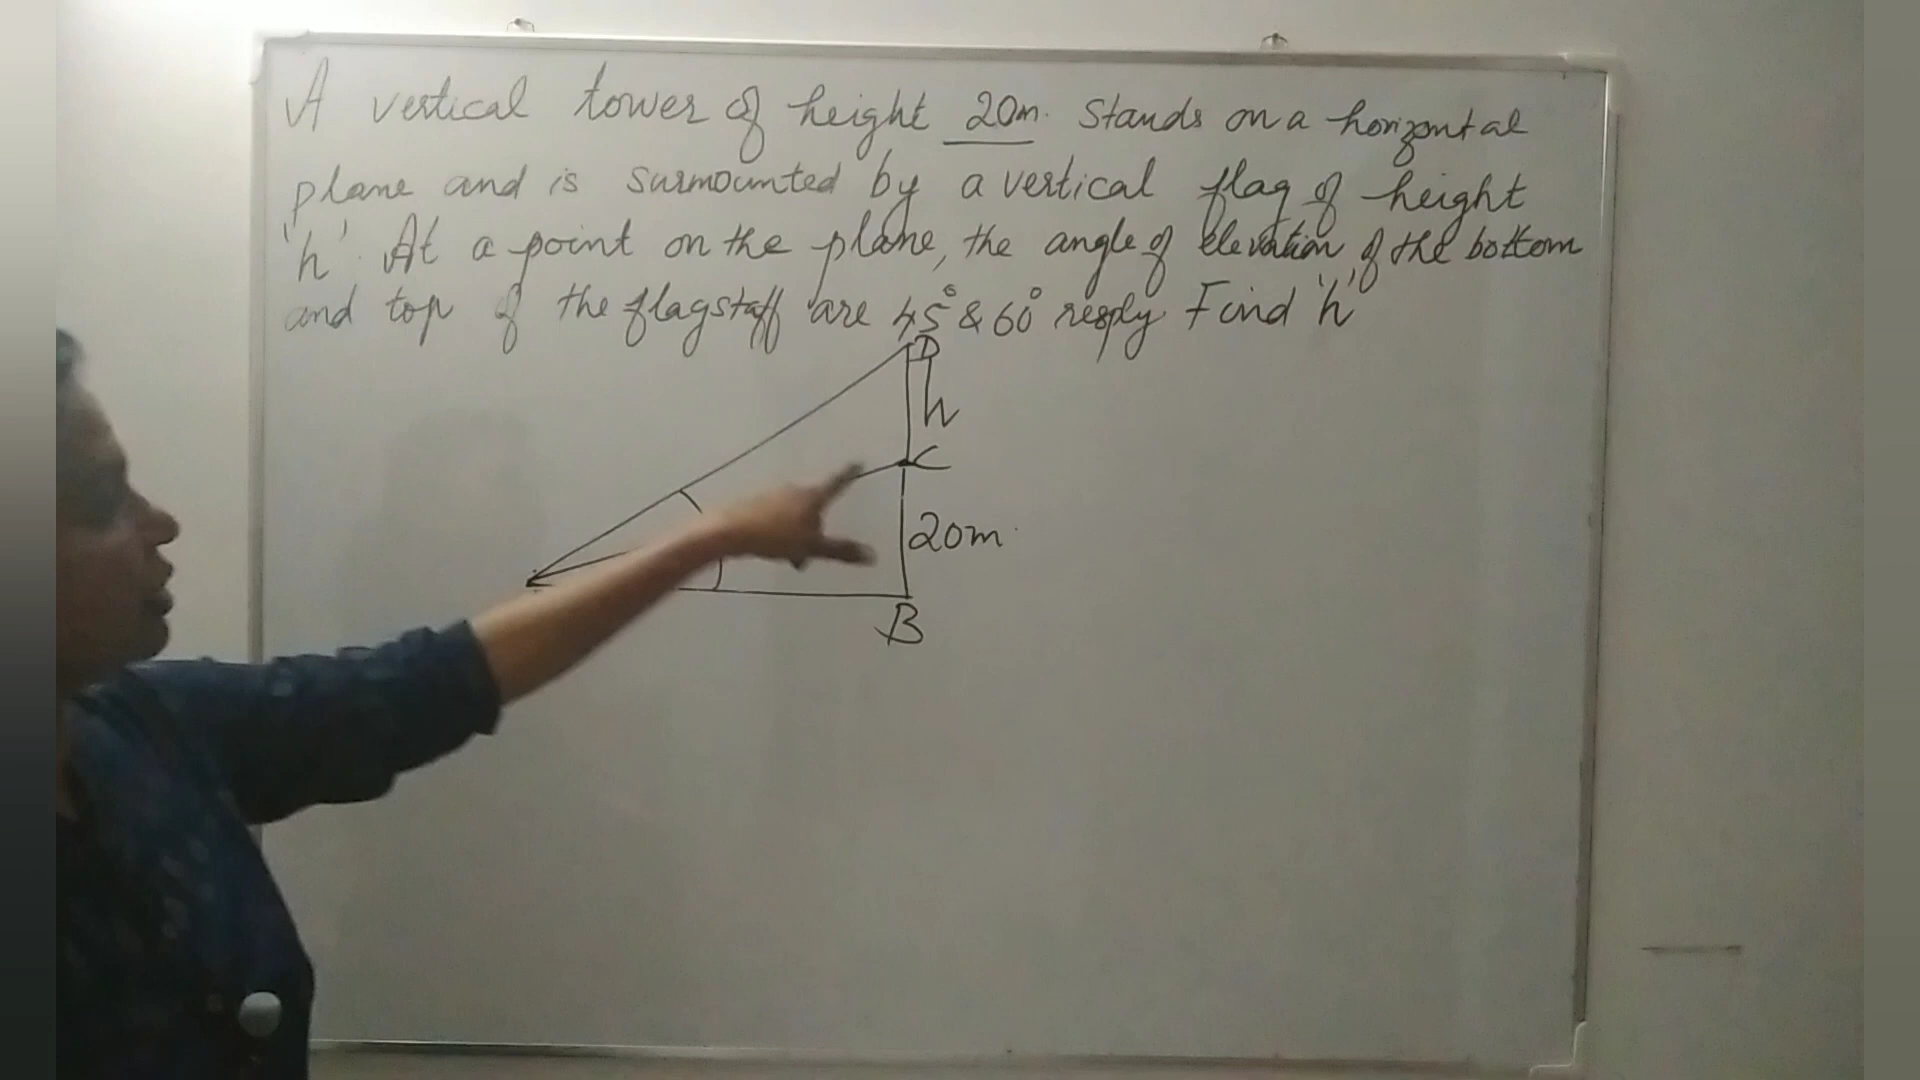 A vertical tower of height 20m. Stands on a horizontal
plane and is surmounted by a vertical flag of height
'h'. At a point on the plane, the angle of elevation of the bottom
and top of the flagstaff are 45° & 60° resply. Find 'h'
D
h
C
20m.
B